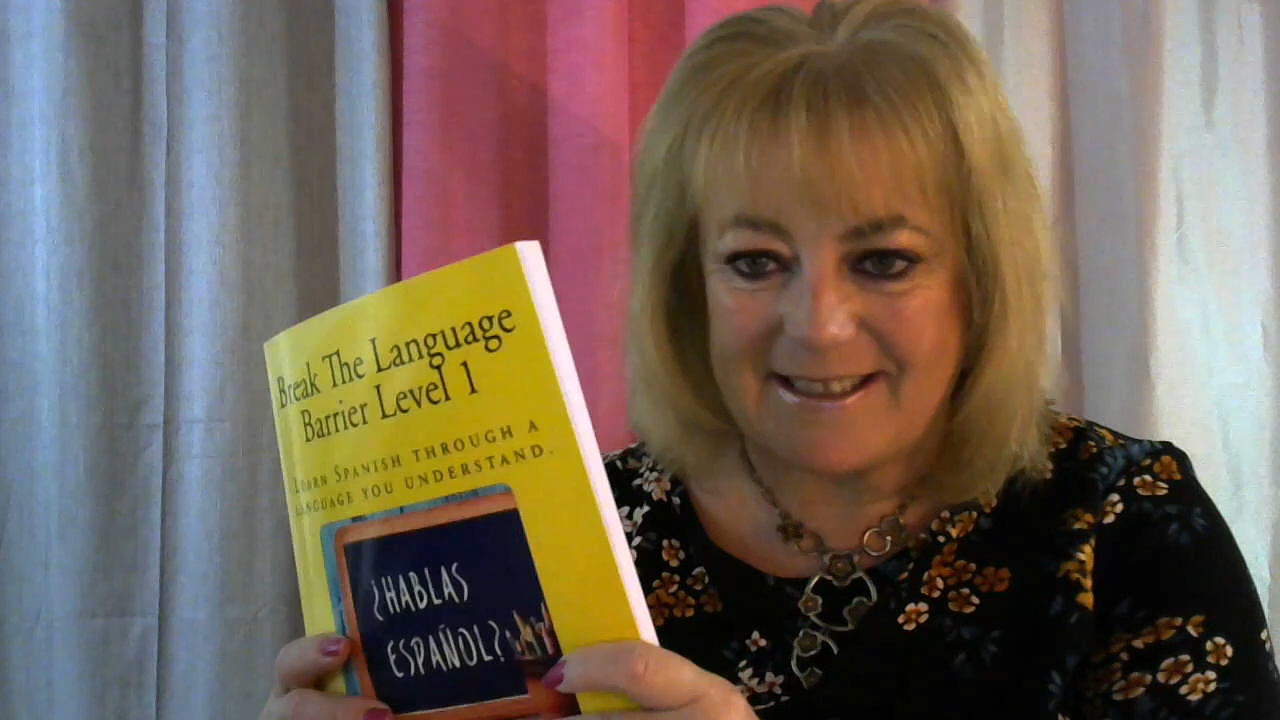 Break The Language
Barrier Level 1
LEARN SPANISH THROUGH A
LANGUAGE YOU UNDERSTAND.
¿HABLAS
ESPAÑOL?